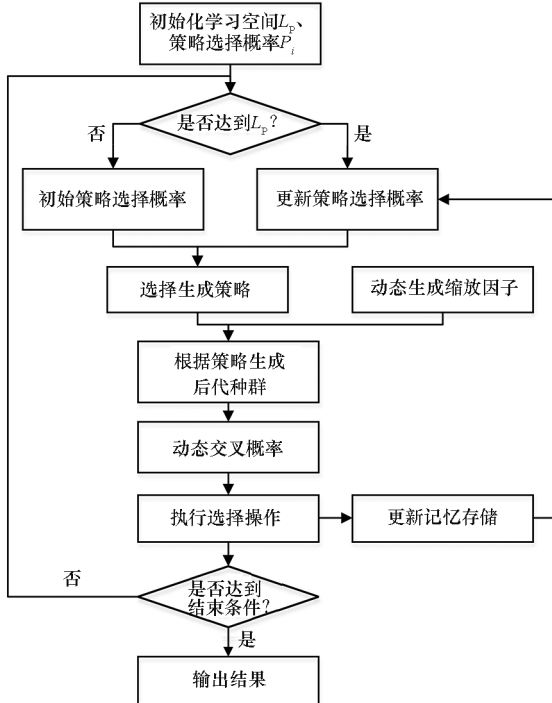 初始化学习空间Lp、
策略选择概率Pi
是否达到Lp？
否
是
初始策略选择概率
更新策略选择概率
选择生成策略
动态生成缩放因子
根据策略生成
后代种群
动态交叉概率
执行选择操作
更新记忆存储
否
是否达到
结束条件？
是
输出结果